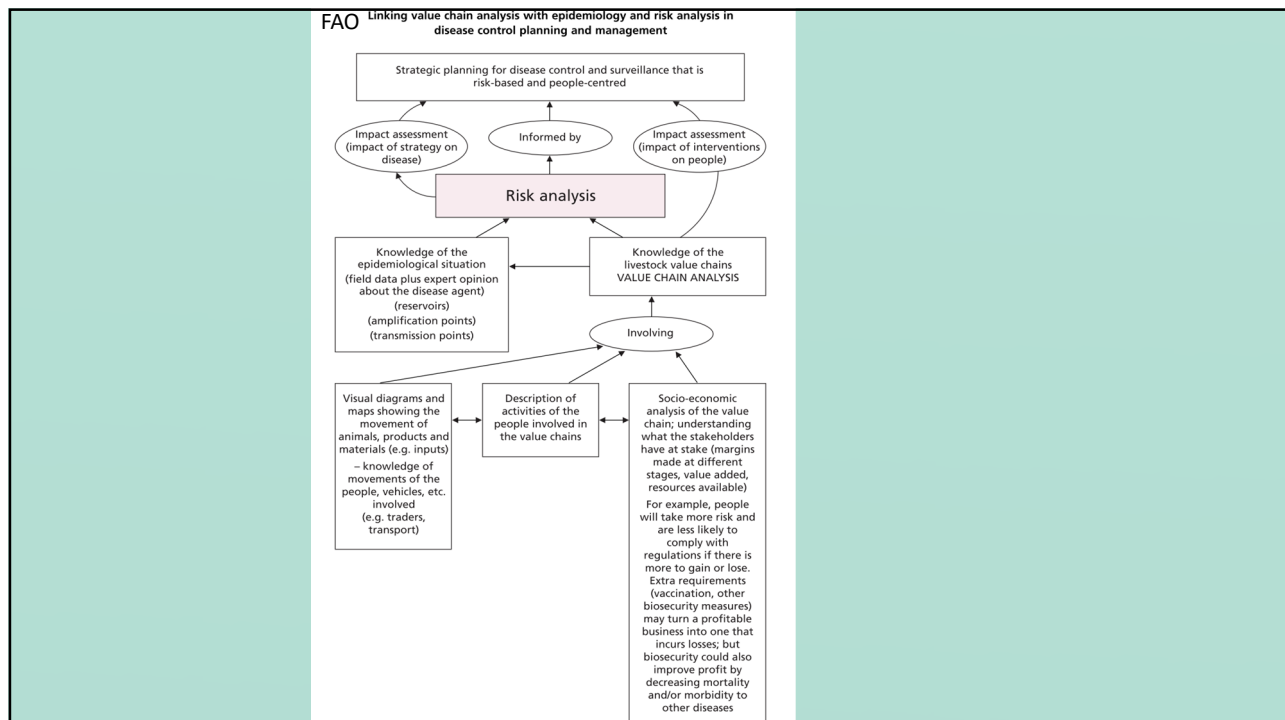 FAO
Linking value chain analysis with epidemiology and risk analysis in
disease control planning and management
Strategic planning for disease control and surveillance that is
risk-based and people-centred
Impact assessment
(impact of strategy on
disease)
Informed by
Impact assessment
(impact of interventions
on people)
Risk analysis
Knowledge of the
epidemiological situation
(field data plus expert opinion
about the disease agent)
(reservoirs)
(amplification points)
(transmission points)
Knowledge of the
livestock value chains
VALUE CHAIN ANALYSIS
Involving
Visual diagrams and
maps showing the
movement of
animals, products and
materials (e.g. inputs)
– knowledge of
movements of the
people, vehicles, etc.
involved
(e.g. traders,
transport)
Description of
activities of the
people involved in
the value chains
Socio-economic
analysis of the value
chain; understanding
what the stakeholders
have at stake (margins
made at different
stages, value added,
resources available)
For example, people
will take more risk and
are less likely to
comply with
regulations if there is
more to gain or lose.
Extra requirements
(vaccination, other
biosecurity measures)
may turn a profitable
business into one that
incurs losses; but
biosecurity could also
improve profit by
decreasing mortality
and/or morbidity to
other diseases